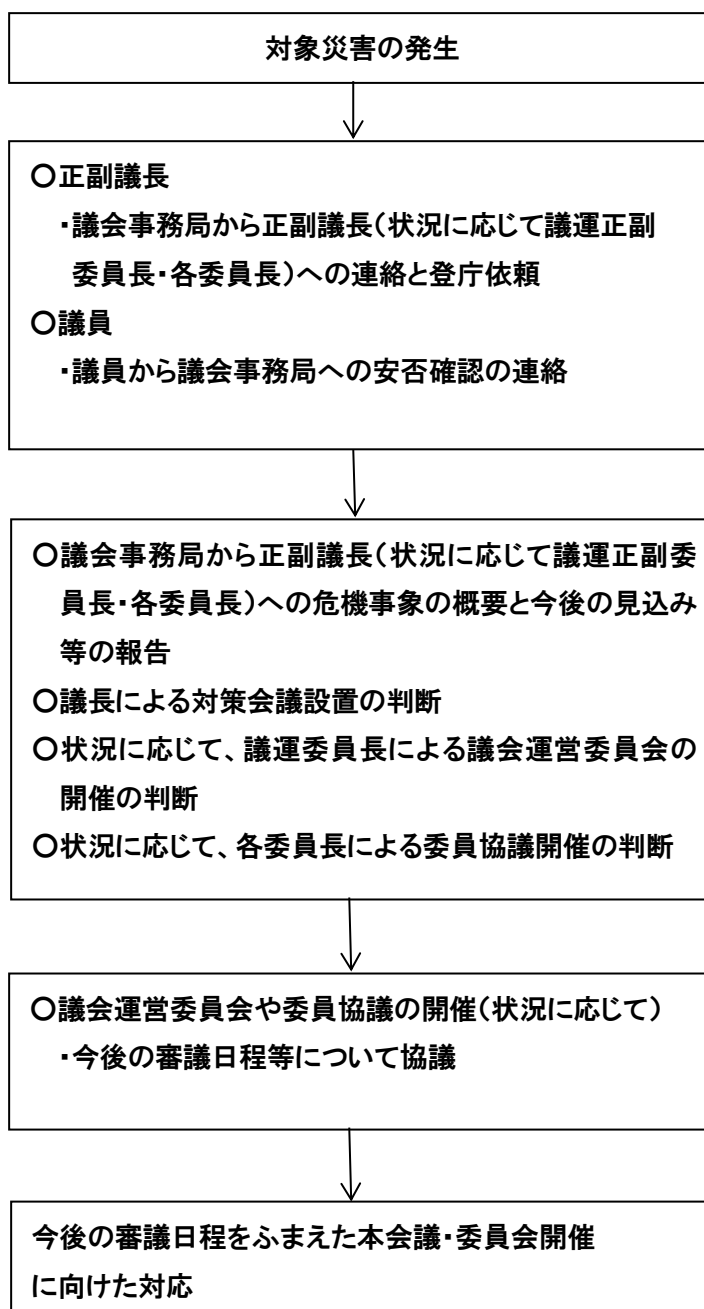 対象災害の発生
〇正副議長
・議会事務局から正副議長(状況に応じて議運正副
委員長・各委員長)への連絡と登庁依頼
〇議員
・議員から議会事務局への安否確認の連絡
〇議会事務局から正副議長(状況に応じて議運正副委
員長・各委員長)への危機事象の概要と今後の見込み
等の報告
〇議長による対策会議設置の判断
〇状況に応じて、議運委員長による議会運営委員会の
開催の判断
〇状況に応じて、各委員長による委員協議開催の判断
〇議会運営委員会や委員協議の開催(状況に応じて)
・今後の審議日程等について協議
今後の審議日程をふまえた本会議・委員会開催
に向けた対応